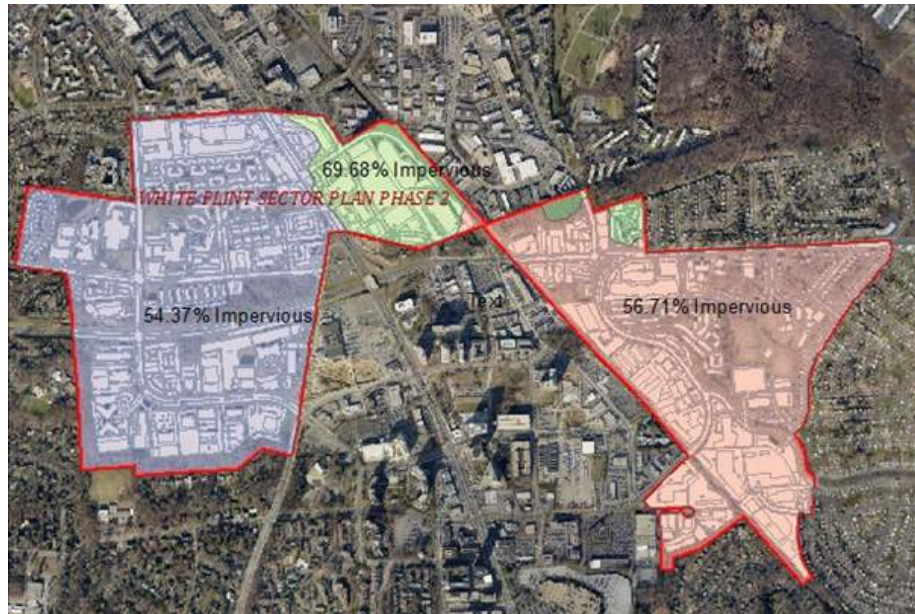 69.68% Impervious
WHITE FLINT SECTOR PLAN PHASE 2
Text
54.37% Impervious
56.71% Impervious